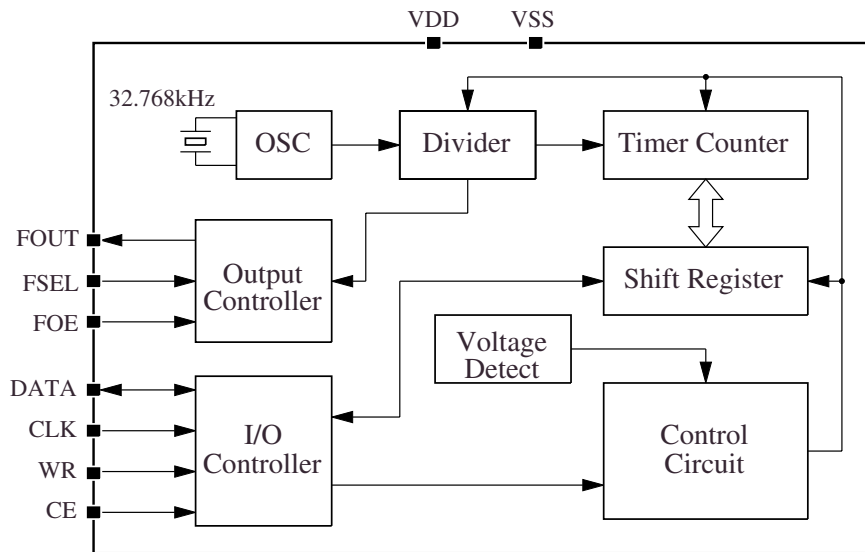 VDD
VSS
32.768kHz
OSC
Divider
Timer Counter
FOUT
FSEL
FOE
Output
Controller
Shift Register
Voltage
Detect
DATA
CLK
WR
CE
I/O
Controller
Control
Circuit